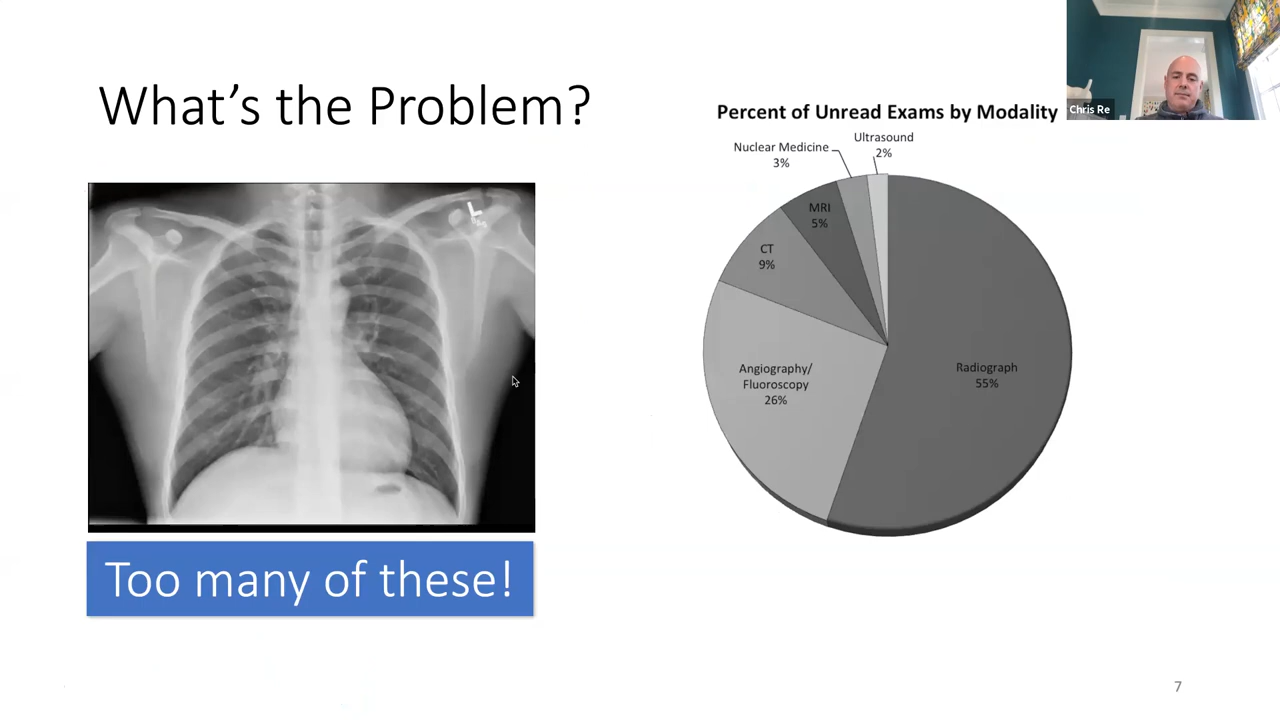 What's the Problem?
Too many of these!
Percent of Unread Exams by Modality
Nuclear Medicine
3%
Ultrasound
2%
MRI
5%
CT
9%
Angiography/
Fluoroscopy
26%
Radiograph
55%
Chris Re
7